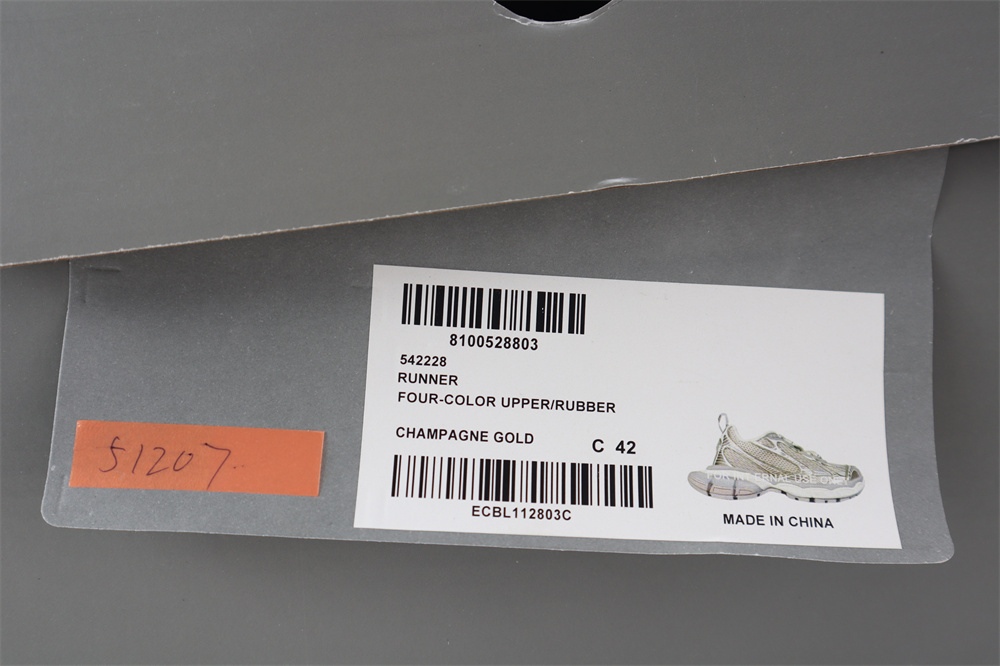 8100528803
542228
RUNNER
FOUR-COLOR UPPER/RUBBER
CHAMPAGNE GOLD C 42
ECBL112803C
MADE IN CHINA
51207